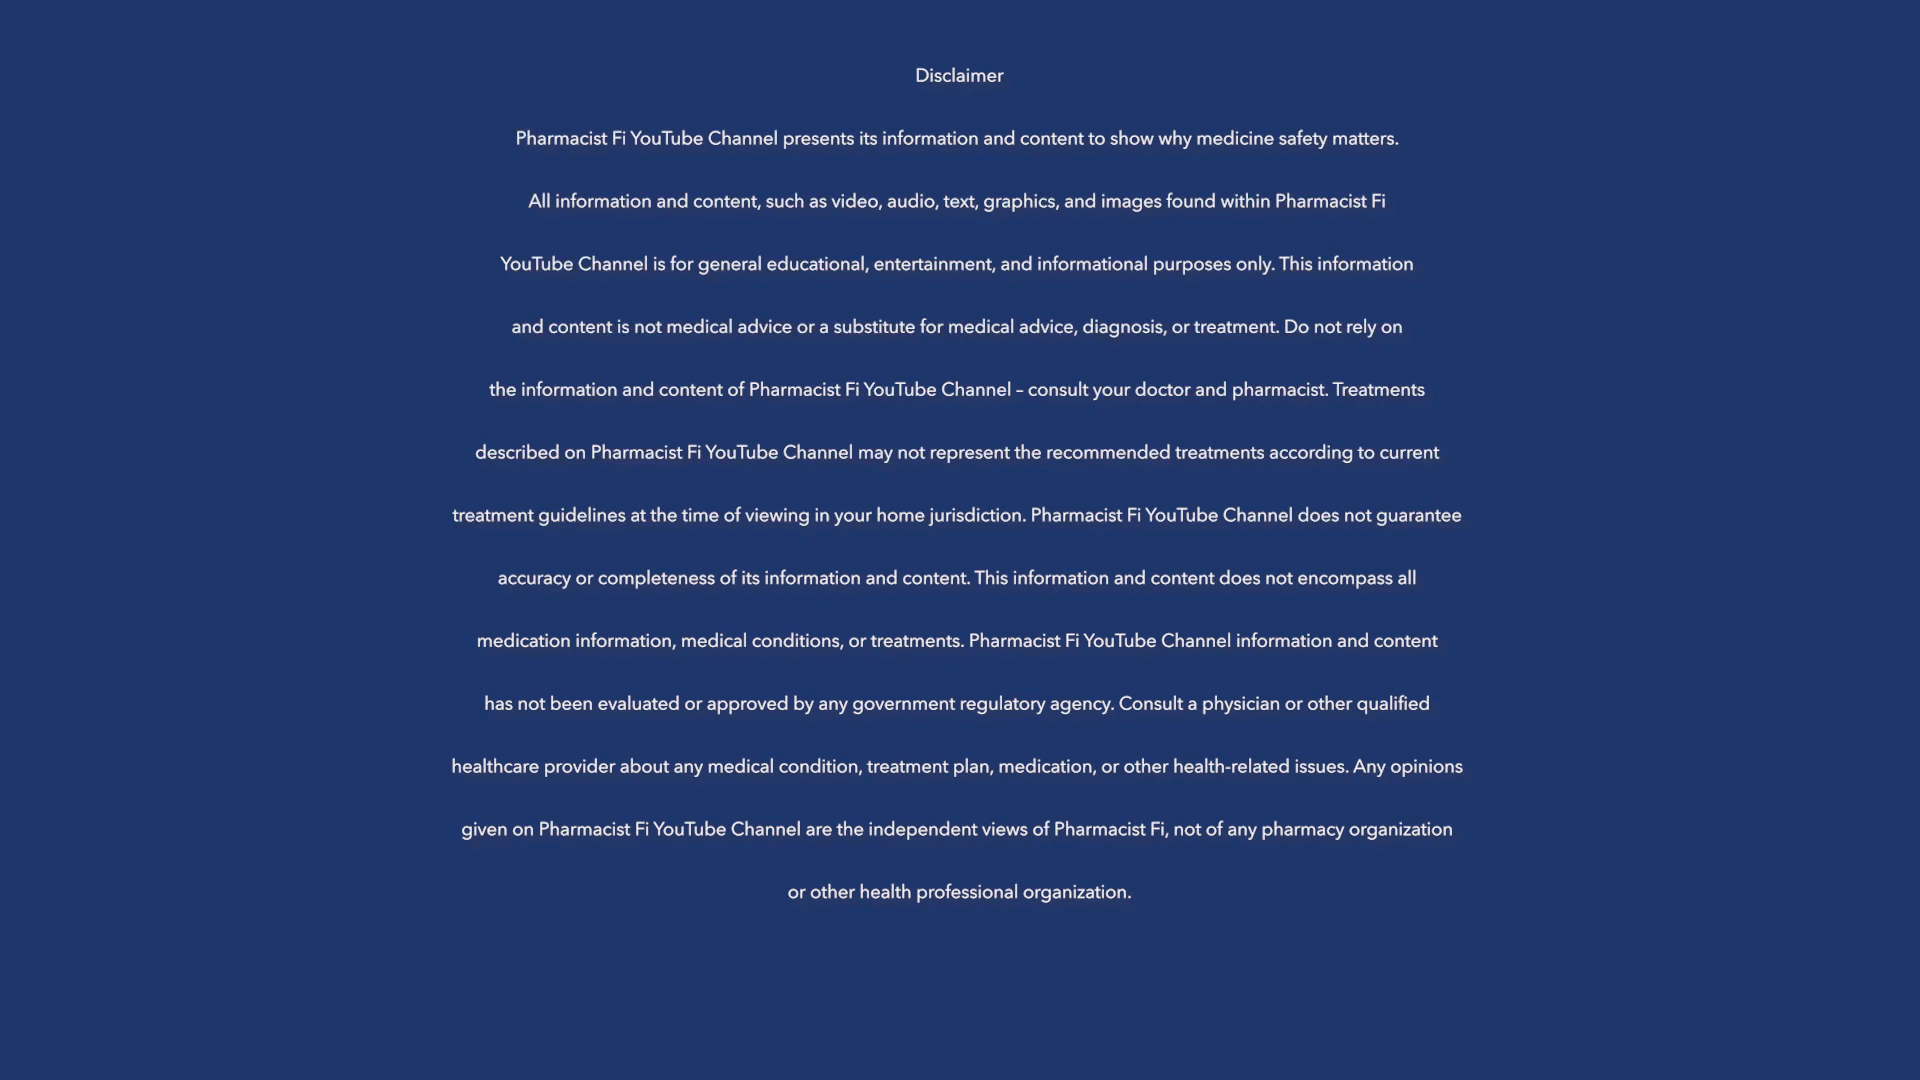 Disclaimer
Pharmacist Fi YouTube Channel presents its information and content to show why medicine safety matters.
All information and content, such as video, audio, text, graphics, and images found within Pharmacist Fi
YouTube Channel is for general educational, entertainment, and informational purposes only. This information
and content is not medical advice or a substitute for medical advice, diagnosis, or treatment. Do not rely on
the information and content of Pharmacist Fi YouTube Channel – consult your doctor and pharmacist. Treatments
described on Pharmacist Fi YouTube Channel may not represent the recommended treatments according to current
treatment guidelines at the time of viewing in your home jurisdiction. Pharmacist Fi YouTube Channel does not guarantee
accuracy or completeness of its information and content. This information and content does not encompass all
medication information, medical conditions, or treatments. Pharmacist Fi YouTube Channel information and content
has not been evaluated or approved by any government regulatory agency. Consult a physician or other qualified
healthcare provider about any medical condition, treatment plan, medication, or other health-related issues. Any opinions
given on Pharmacist Fi YouTube Channel are the independent views of Pharmacist Fi, not of any pharmacy organization
or other health professional organization.